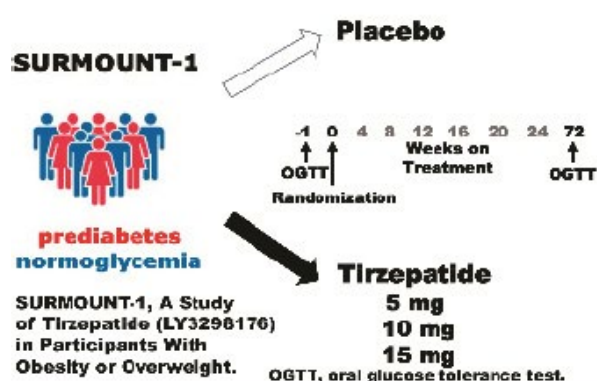 SURMOUNT-1
prediabetes
normoglycemia
SURMOUNT-1, A Study
of Tirzepatide (LY3298176)
in Participants With
Obesity or Overweight.
Placebo
-1 0 4 8 12 16 20 24 72
Weeks on
Treatment
OGTT
OGTT
Randomization
Tirzepatide
5 mg
10 mg
15 mg
OGTT, oral glucose tolerance test.